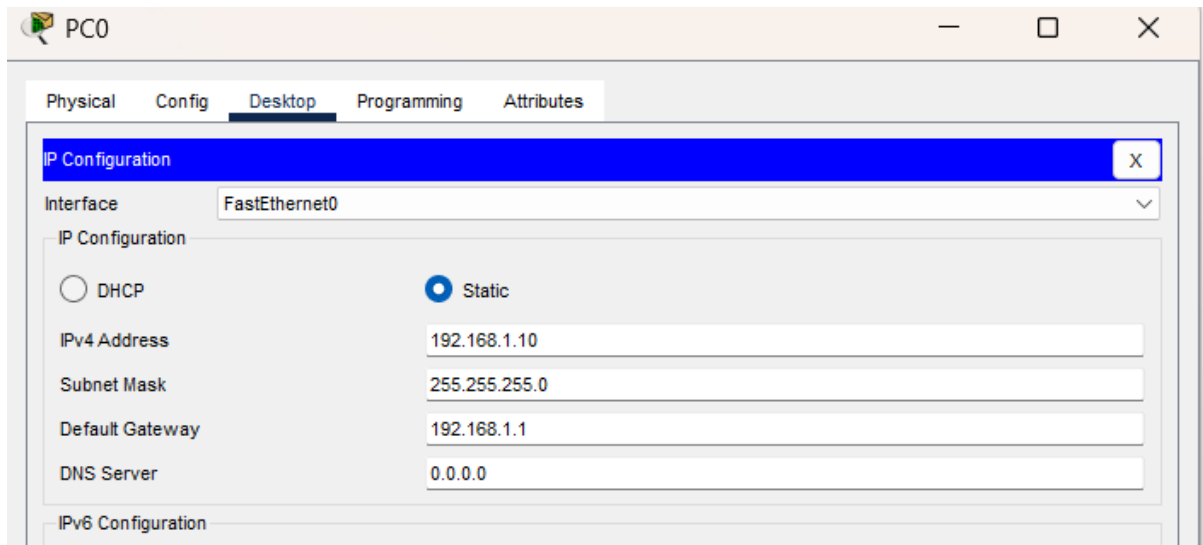 PC0
Physical Config Desktop Programming Attributes
IP Configuration X
Interface FastEthernet0
IP Configuration
DHCP Static
IPv4 Address 192.168.1.10
Subnet Mask 255.255.255.0
Default Gateway 192.168.1.1
DNS Server 0.0.0.0
IPv6 Configuration